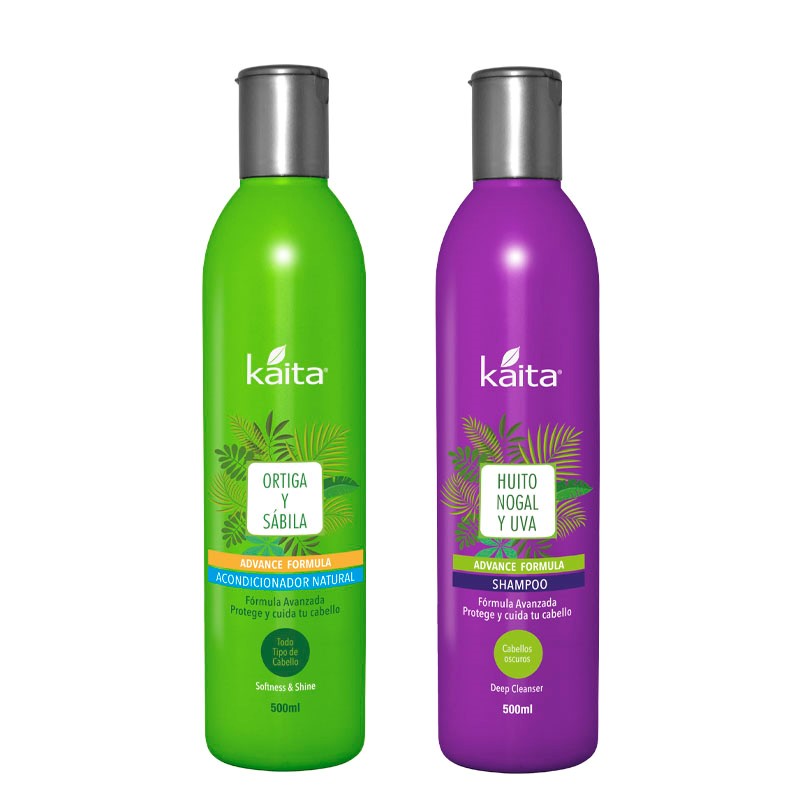 kaita®
ORTIGA
Y
SÁBILA
ADVANCE FORMULA
ACONDICIONADOR NATURAL
Fórmula Avanzada
Protege y cuida tu cabello
Todo
Tipo de
Cabello
Softness & Shine
500ml
kaita®
HUITO
NOGAL
Y UVA
ADVANCE FORMULA
SHAMPOO
Fórmula Avanzada
Protege y cuida tu cabello
Cabellos
oscuros
Deep Cleanser
500ml